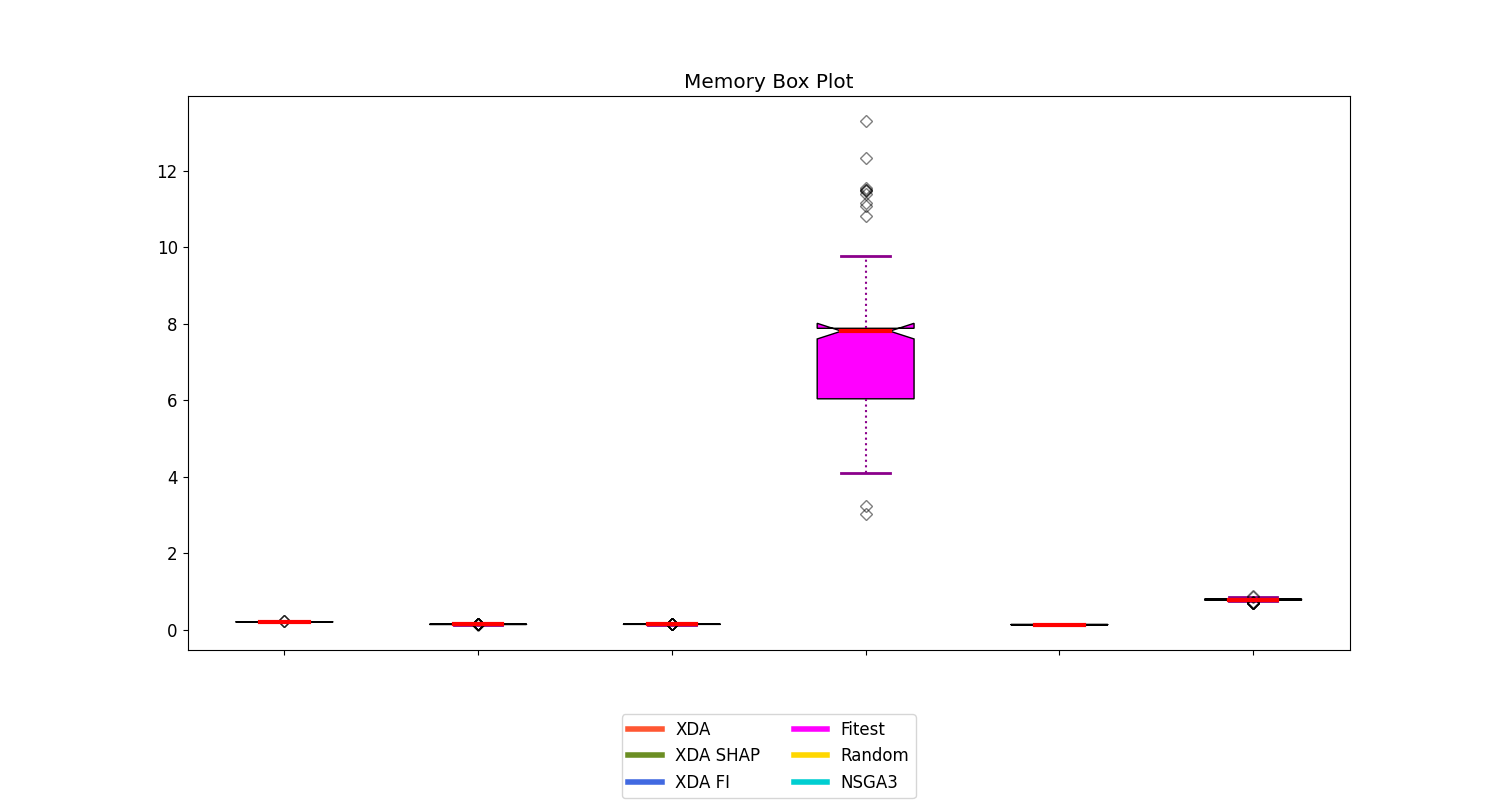 Memory Box Plot
12
10
8
6
4
2
0
XDA
XDA SHAP
XDA FI
Fitest
Random
NSGA3